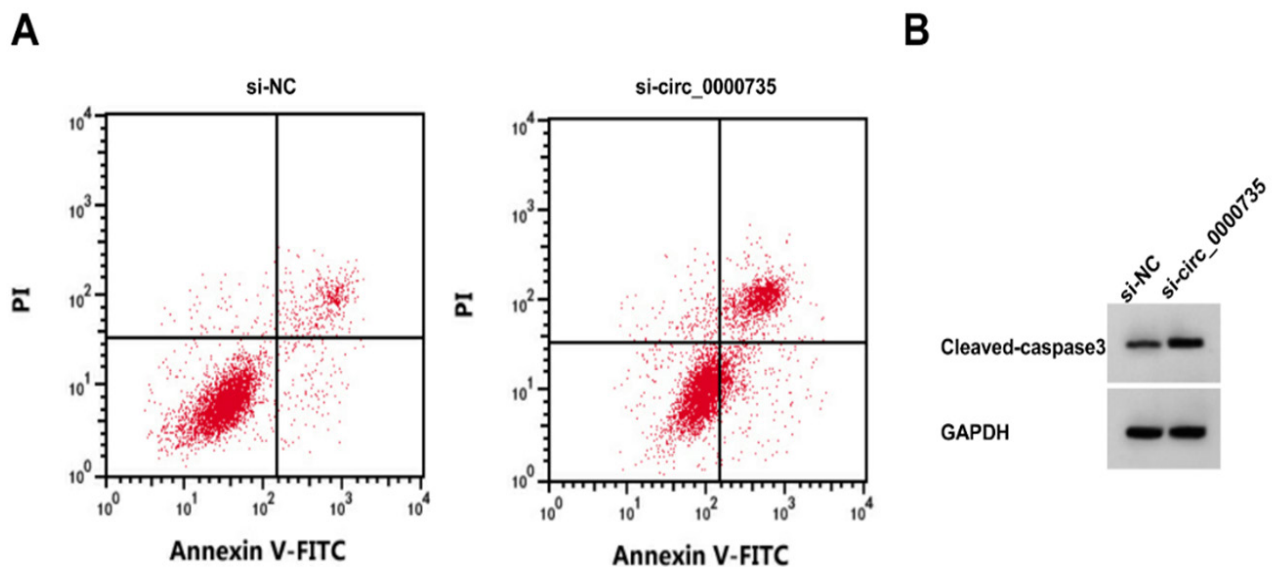 A
B
si-NC
si-circ_0000735
10^4
10^3
10^2
10^1
10^0
PI
10^0 10^1 10^2 10^3 10^4
Annexin V-FITC
10^4
10^3
10^2
10^1
10^0
PI
10^0 10^1 10^2 10^3 10^4
Annexin V-FITC
si-NC
si-circ_0000735
Cleaved-caspase3
GAPDH